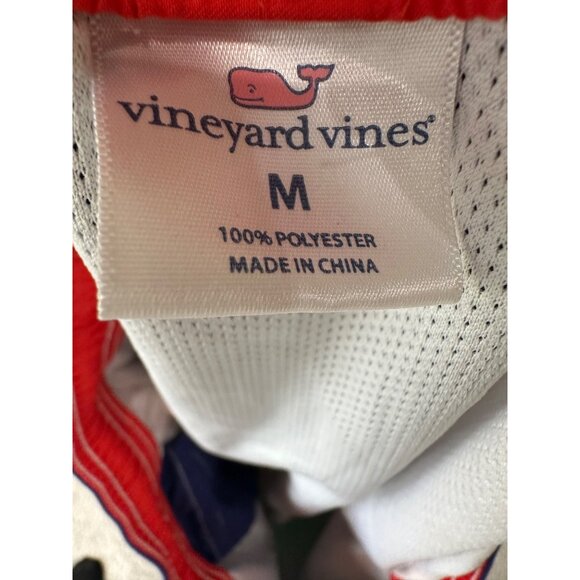 vineyard vines®
M
100% POLYESTER
MADE IN CHINA